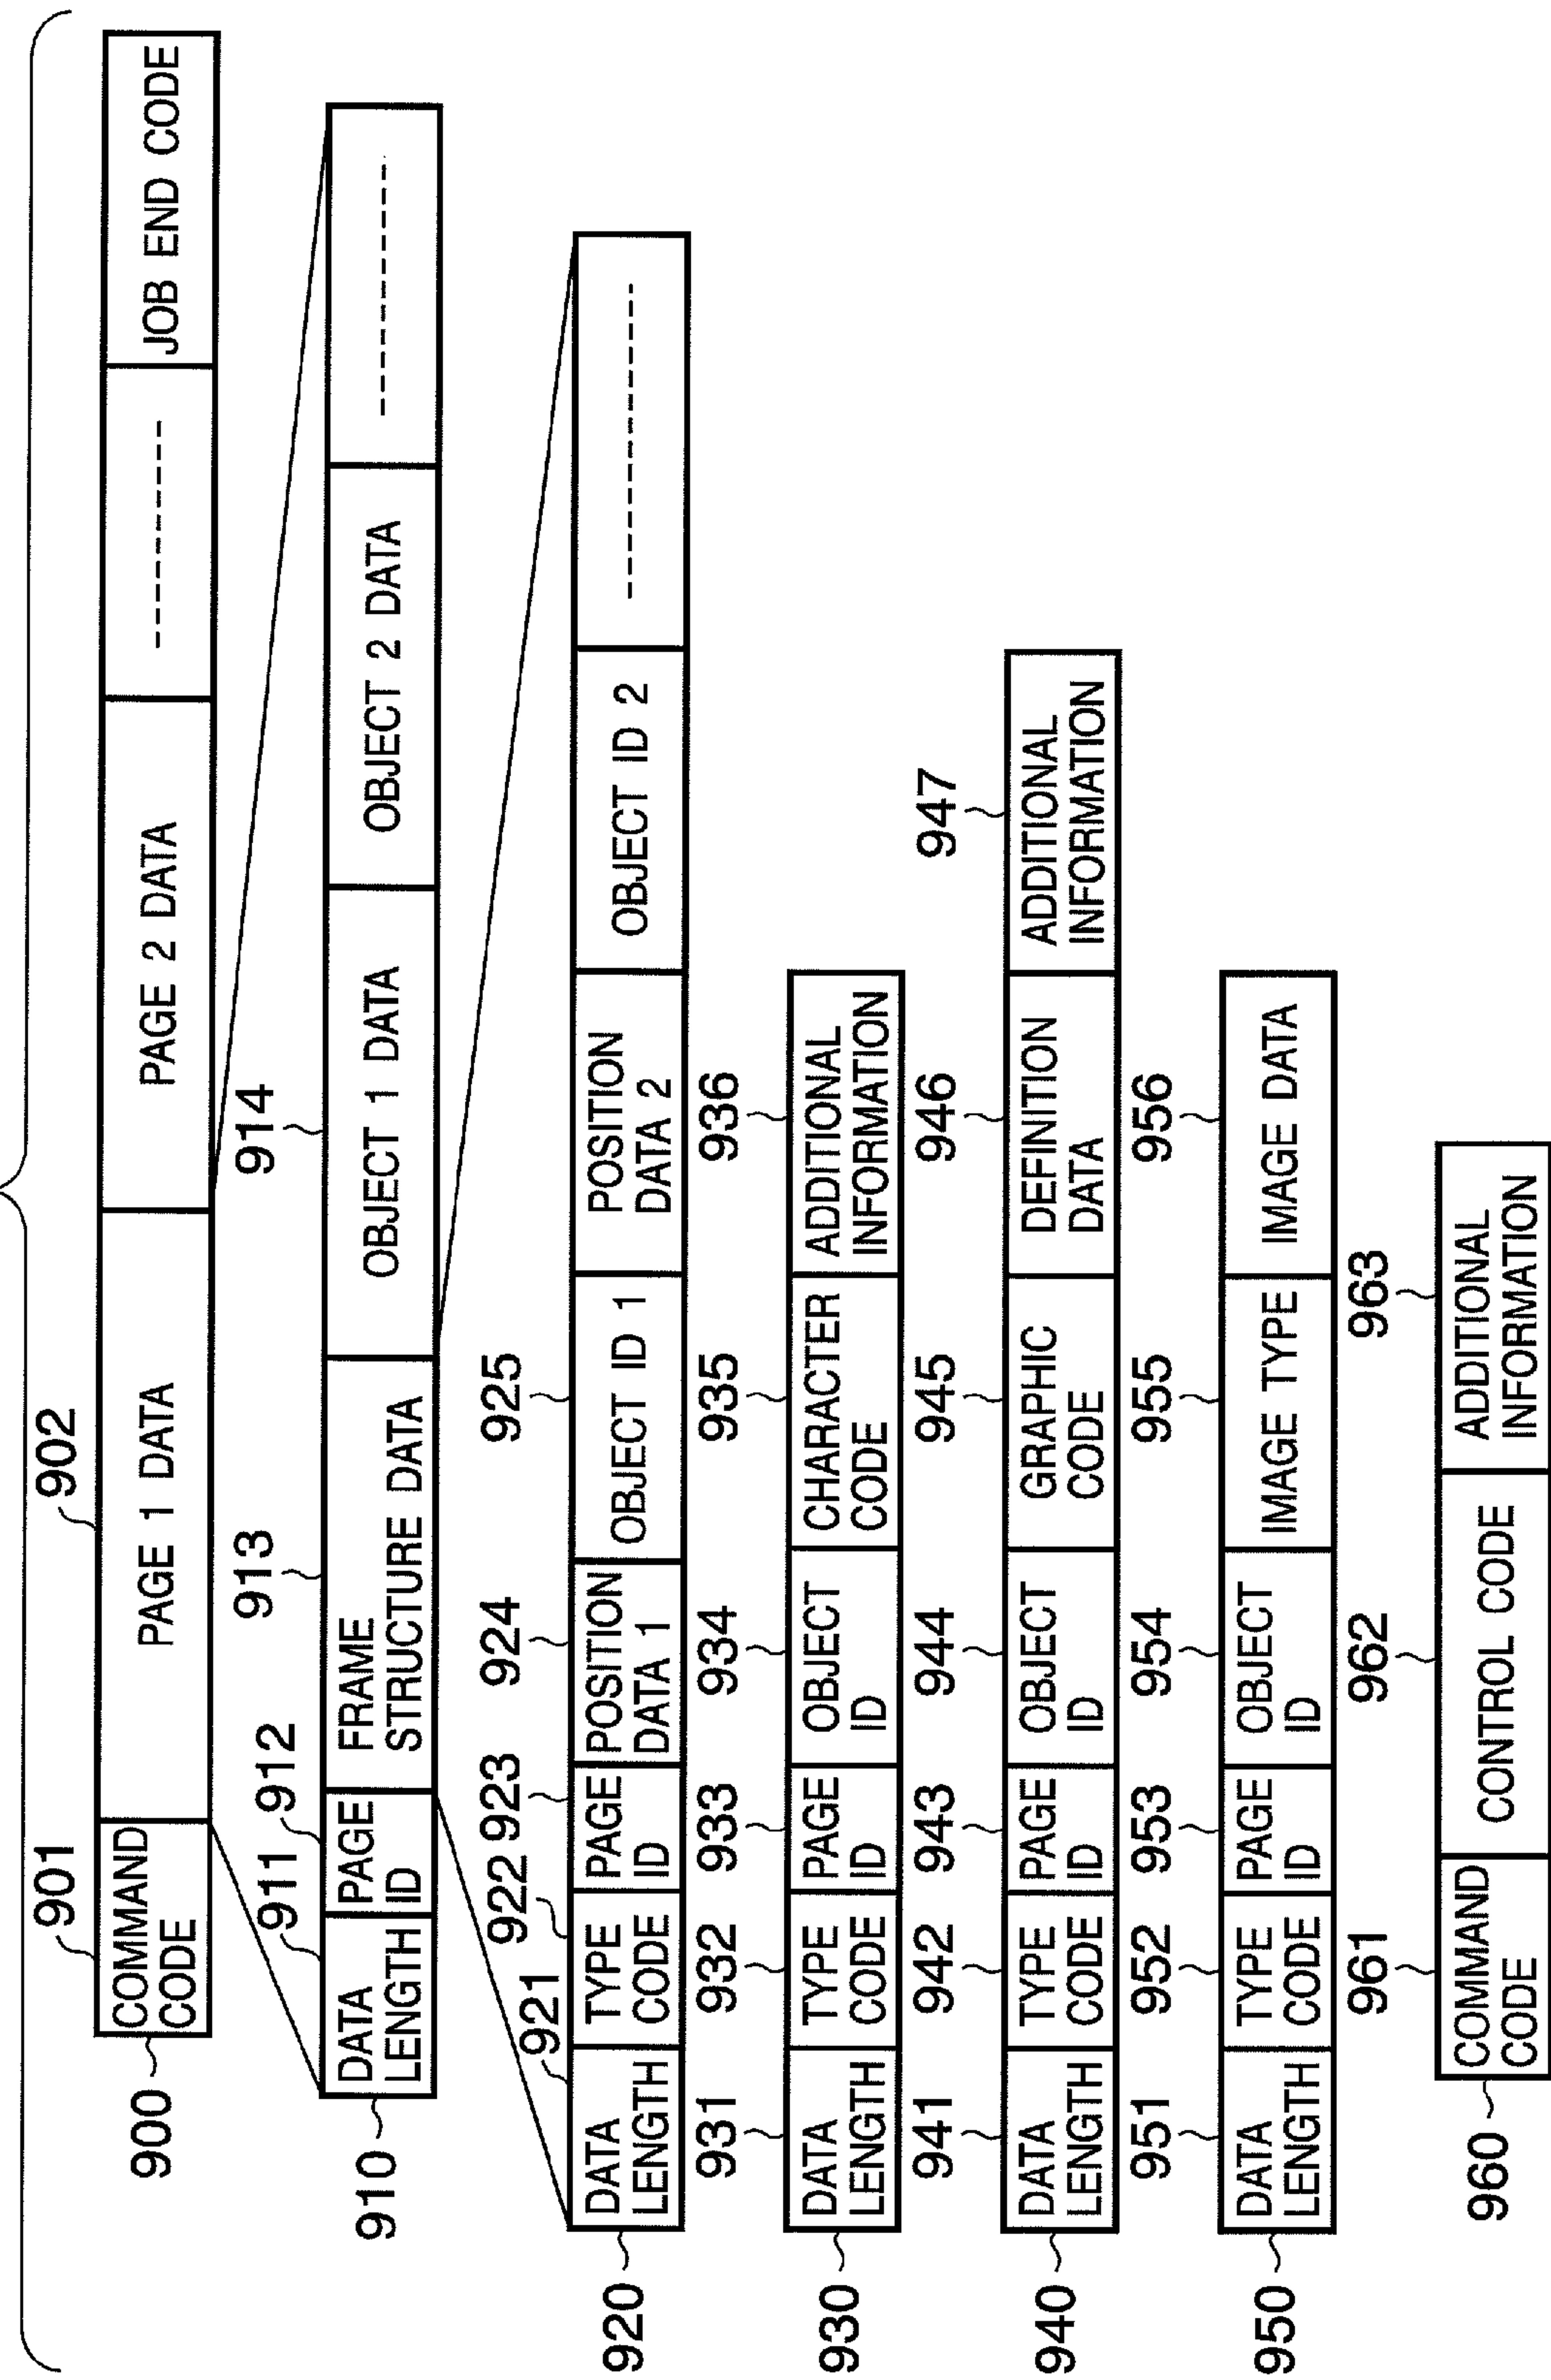 901
902
900
COMMAND
CODE
PAGE 1 DATA
PAGE 2 DATA
----------
JOB END CODE
911
912
913
914
910
DATA
LENGTH
PAGE
ID
FRAME
STRUCTURE DATA
OBJECT 1 DATA
OBJECT 2 DATA
------------
921
922
923
924
925
920
DATA
LENGTH
TYPE
CODE
PAGE
ID
POSITION
DATA 1
OBJECT ID 1
POSITION
DATA 2
OBJECT ID 2
--------------
931
932
933
934
935
936
930
DATA
LENGTH
TYPE
CODE
PAGE
ID
OBJECT
ID
CHARACTER
CODE
ADDITIONAL
INFORMATION
941
942
943
944
945
946
947
940
DATA
LENGTH
TYPE
CODE
PAGE
ID
OBJECT
ID
GRAPHIC
CODE
DEFINITION
DATA
ADDITIONAL
INFORMATION
951
952
953
954
955
956
950
DATA
LENGTH
TYPE
CODE
PAGE
ID
OBJECT
ID
IMAGE TYPE
IMAGE DATA
961
962
963
960
COMMAND
CODE
CONTROL CODE
ADDITIONAL
INFORMATION